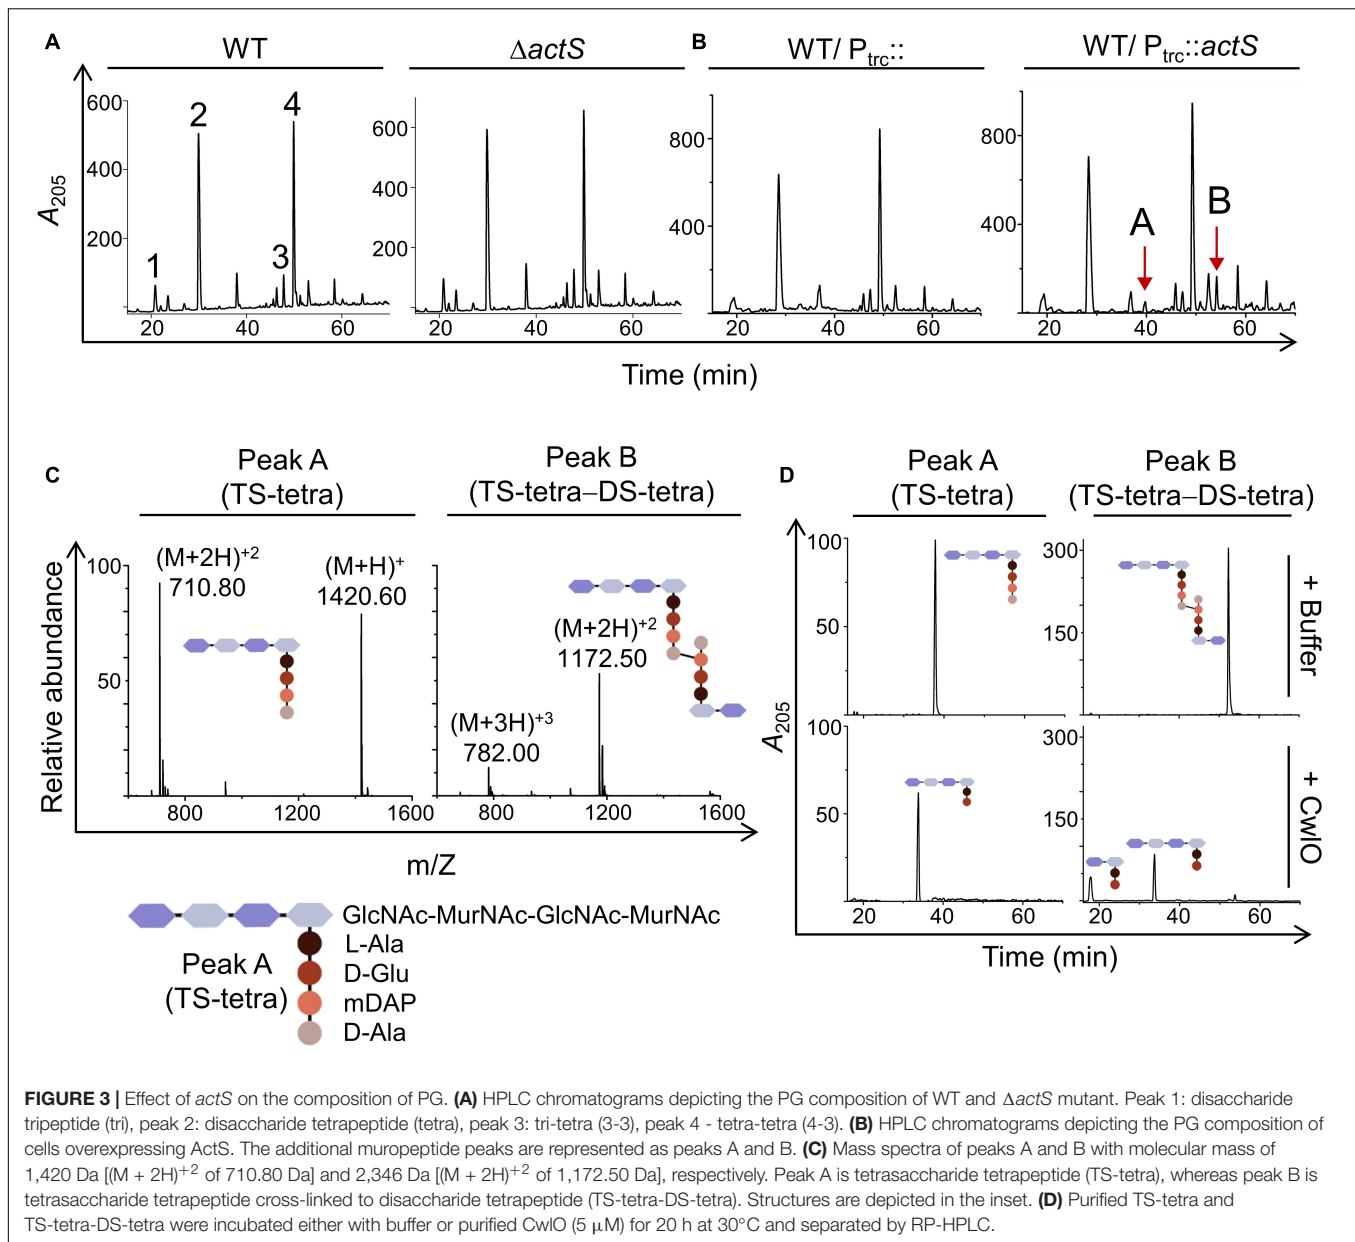 A
WT
ΔactS
B
WT/ Ptrc::
WT/ Ptrc::actS
600
400
200
1
2
3
4
20
40
60
600
400
200
20
40
60
800
400
20
40
60
800
400
A
B
20
40
60
A205
Time (min)
C
Peak A
(TS-tetra)
Peak B
(TS-tetra–DS-tetra)
Relative abundance
100
50
(M+2H)+2
710.80
(M+H)+
1420.60
800
1200
1600
(M+2H)+2
1172.50
(M+3H)+3
782.00
800
1200
1600
m/Z
GlcNAc-MurNAc-GlcNAc-MurNAc
L-Ala
D-Glu
mDAP
D-Ala
Peak A
(TS-tetra)
D
Peak A
(TS-tetra)
Peak B
(TS-tetra–DS-tetra)
100
50
300
150
+ Buffer
A205
50
300
150
+ CwlO
20
40
60
20
40
60
Time (min)
FIGURE 3 | Effect of actS on the composition of PG. (A) HPLC chromatograms depicting the PG composition of WT and ΔactS mutant. Peak 1: disaccharide
tripeptide (tri), peak 2: disaccharide tetrapeptide (tetra), peak 3: tri-tetra (3-3), peak 4 - tetra-tetra (4-3). (B) HPLC chromatograms depicting the PG composition of
cells overexpressing ActS. The additional muropeptide peaks are represented as peaks A and B. (C) Mass spectra of peaks A and B with molecular mass of
1,420 Da [(M + 2H)+2 of 710.80 Da] and 2,346 Da [(M + 2H)+2 of 1,172.50 Da], respectively. Peak A is tetrasaccharide tetrapeptide (TS-tetra), whereas peak B is
tetrasaccharide tetrapeptide cross-linked to disaccharide tetrapeptide (TS-tetra-DS-tetra). Structures are depicted in the inset. (D) Purified TS-tetra and
TS-tetra-DS-tetra were incubated either with buffer or purified CwlO (5 μM) for 20 h at 30°C and separated by RP-HPLC.